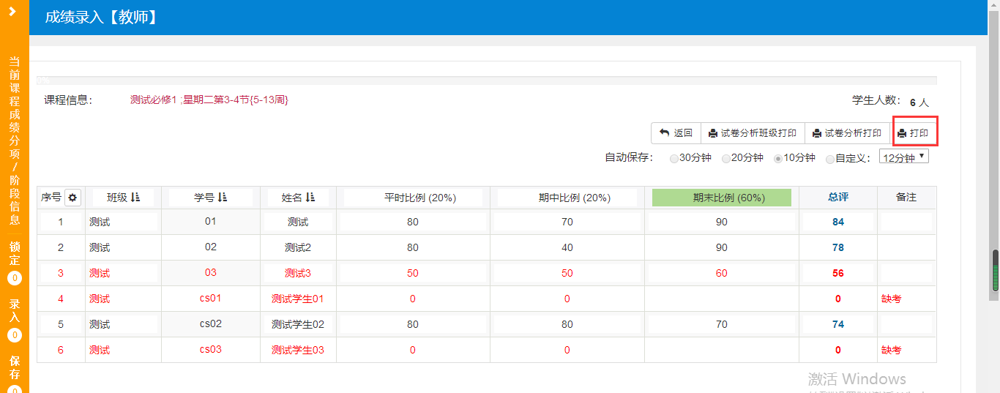 成绩录入【教师】
当前课程成绩分项/阶段信息
锁定
0
录入
0
保存
0
0%
课程信息： 测试必修1 ;星期二第3-4节{5-13周} 学生人数： 6 人
返回 试卷分析班级打印 试卷分析打印 打印
自动保存： 30分钟 20分钟 10分钟 自定义： 12分钟
序号 班级 学号 姓名 平时比例 (20%) 期中比例 (20%) 期末比例 (60%) 总评 备注
1 测试 01 测试 80 70 90 84
2 测试 02 测试2 80 40 90 78
3 测试 03 测试3 50 50 60 56
4 测试 cs01 测试学生01 0 0 0 缺考
5 测试 cs02 测试学生02 80 80 70 74
6 测试 cs03 测试学生03 0 0 0 缺考
激活 Windows